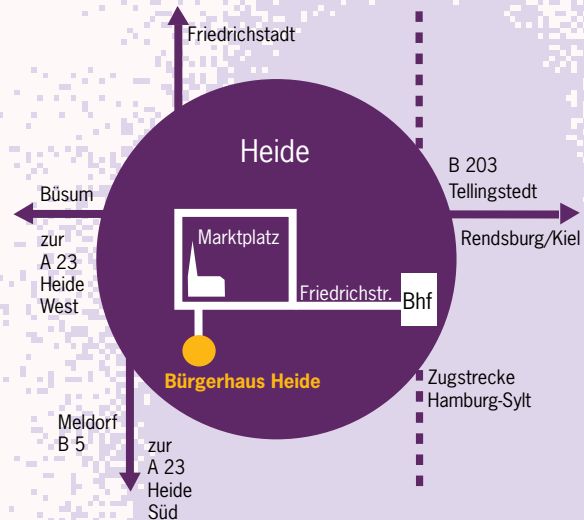 Friedrichstadt
Heide
B 203
Tellingstedt
Büsum
Rendsburg/Kiel
zur
A 23
Heide
West
Marktplatz
Friedrichstr.
Bhf
Bürgerhaus Heide
Zugstrecke
Hamburg-Sylt
Meldorf
B 5
zur
A 23
Heide
Süd